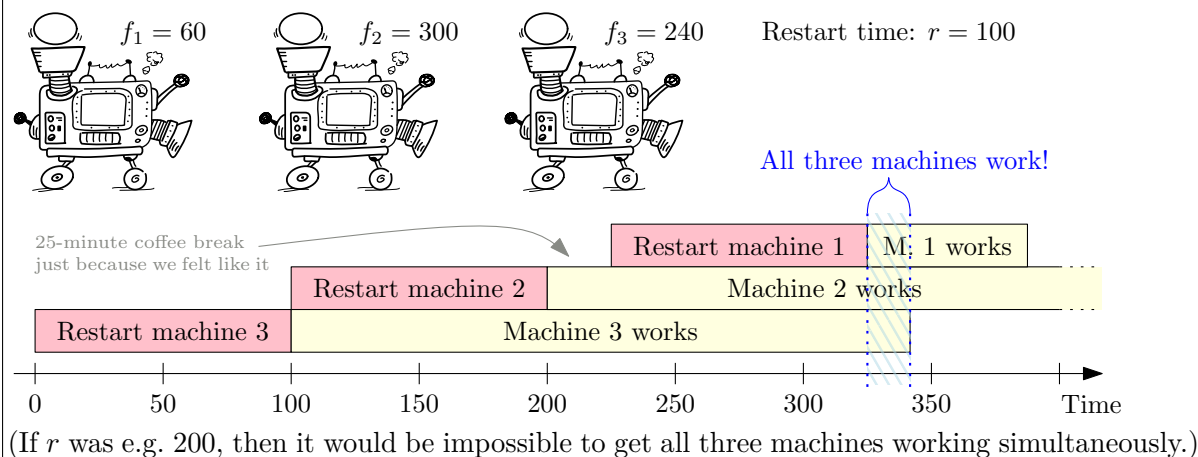 f₁ = 60
f₂ = 300
f₃ = 240
Restart time: r = 100
All three machines work!
25-minute coffee break
just because we felt like it
Restart machine 1
M. 1 works
Restart machine 2
Machine 2 works
Restart machine 3
Machine 3 works
0 50 100 150 200 250 300 350 Time
(If r was e.g. 200, then it would be impossible to get all three machines working simultaneously.)